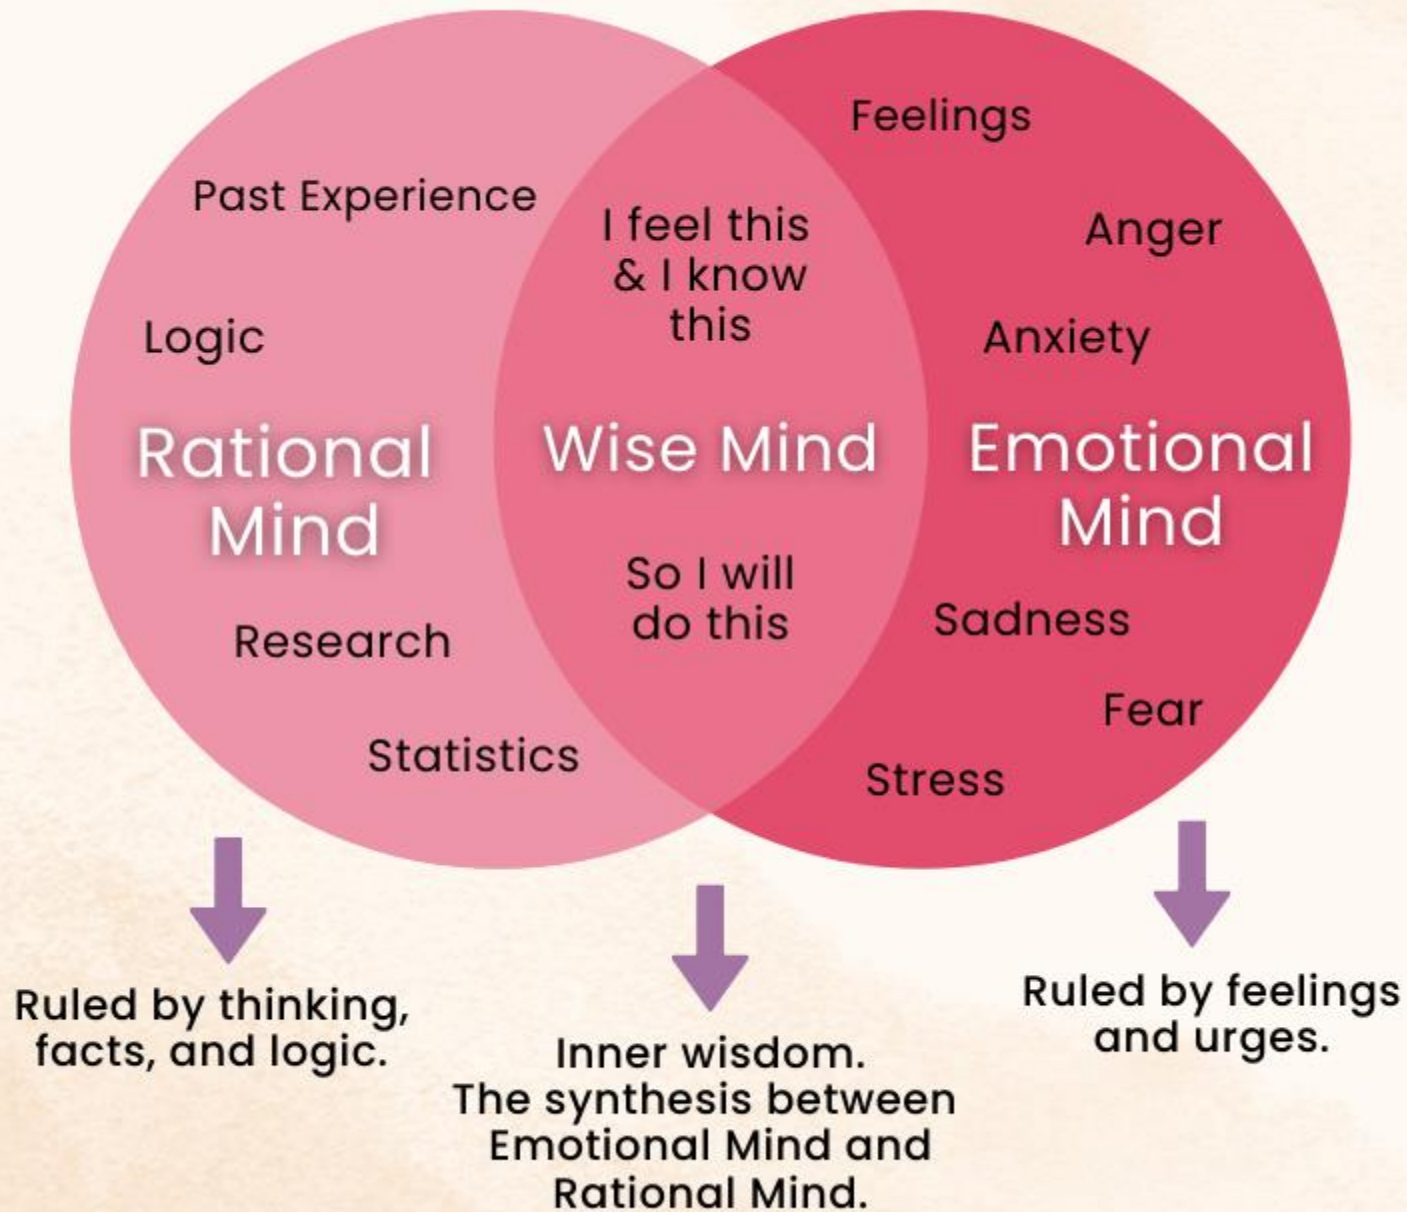 Past Experience
Logic
Rational
Mind
Research
Statistics
I feel this
& I know
this
Wise Mind
So I will
do this
Feelings
Anger
Anxiety
Emotional
Mind
Sadness
Fear
Stress
Ruled by thinking,
facts, and logic.
Inner wisdom.
The synthesis between
Emotional Mind and
Rational Mind.
Ruled by feelings
and urges.